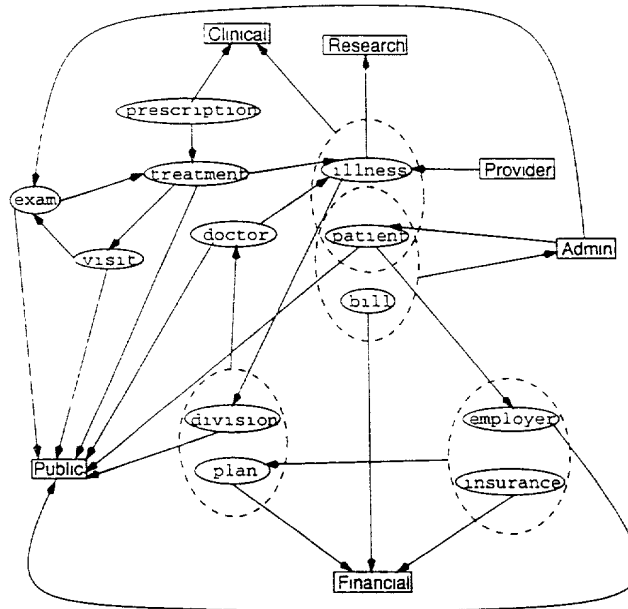 Clinical
Research
prescription
treatment
illness
Provider
exam
doctor
patient
visit
Admin
bill
division
employer
Public
plan
insurance
Financial